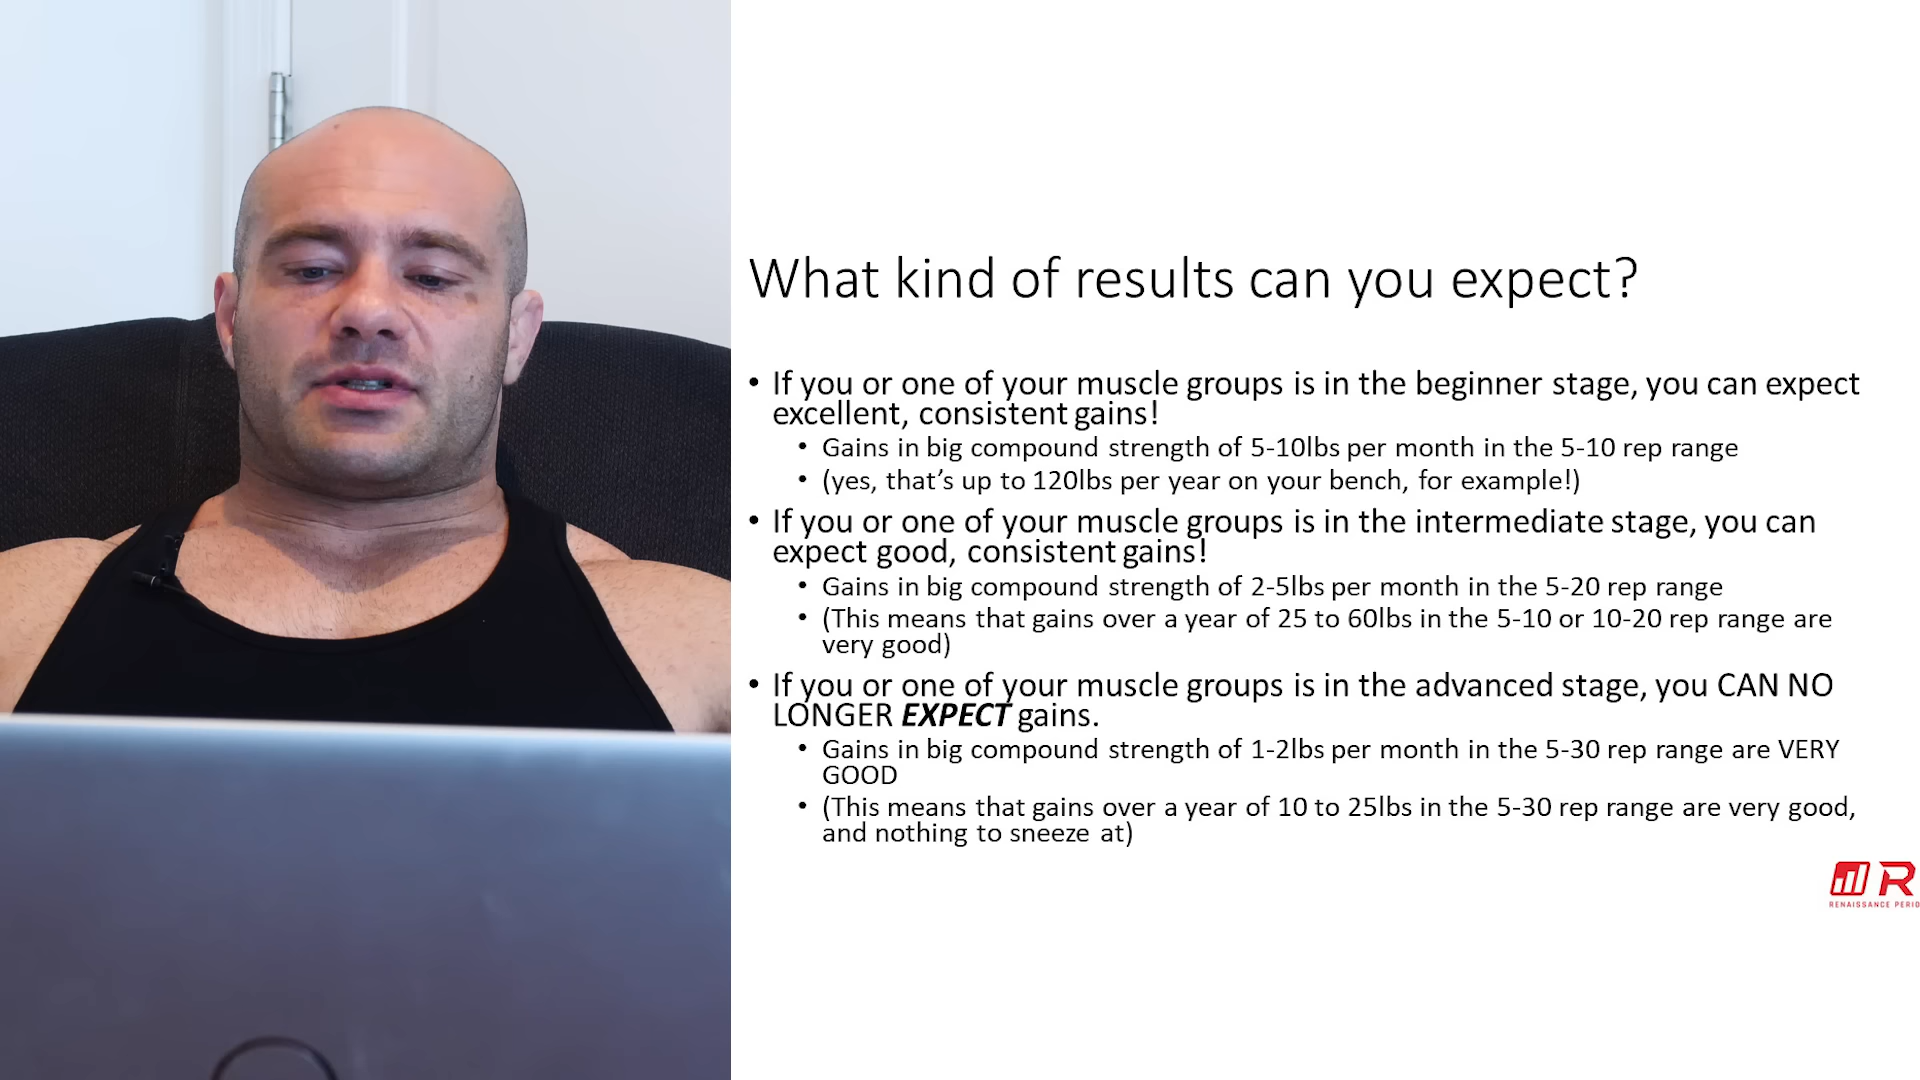 What kind of results can you expect?
• If you or one of your muscle groups is in the beginner stage, you can expect
excellent, consistent gains!
• Gains in big compound strength of 5-10lbs per month in the 5-10 rep range
• (yes, that’s up to 120lbs per year on your bench, for example!)
• If you or one of your muscle groups is in the intermediate stage, you can
expect good, consistent gains!
• Gains in big compound strength of 2-5lbs per month in the 5-20 rep range
• (This means that gains over a year of 25 to 60lbs in the 5-10 or 10-20 rep range are
very good)
• If you or one of your muscle groups is in the advanced stage, you CAN NO
LONGER EXPECT gains.
• Gains in big compound strength of 1-2lbs per month in the 5-30 rep range are VERY
GOOD
• (This means that gains over a year of 10 to 25lbs in the 5-30 rep range are very good,
and nothing to sneeze at)
R
RENAISSANCE PERIO